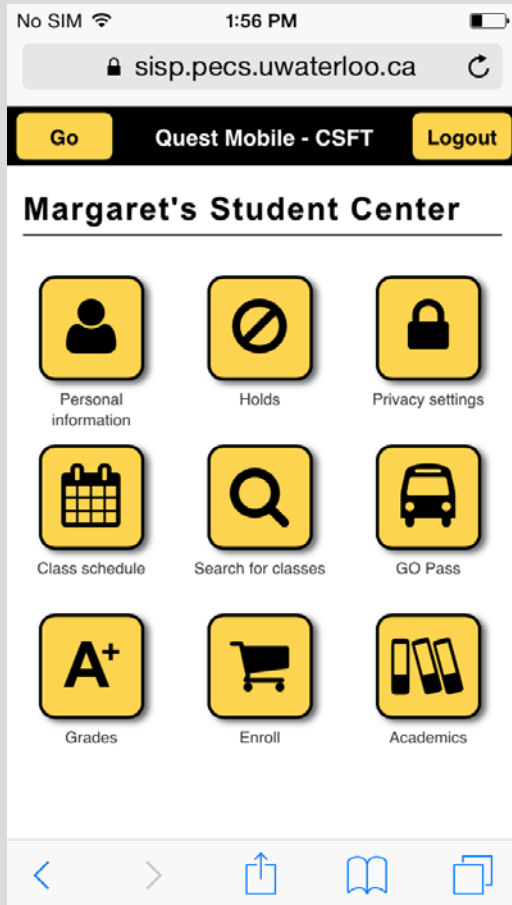 No SIM 1:56 PM
sisp.pecs.uwaterloo.ca
Go Quest Mobile - CSFT Logout
Margaret's Student Center
Personal information Holds Privacy settings
Class schedule Search for classes GO Pass
A+
Grades Enroll Academics